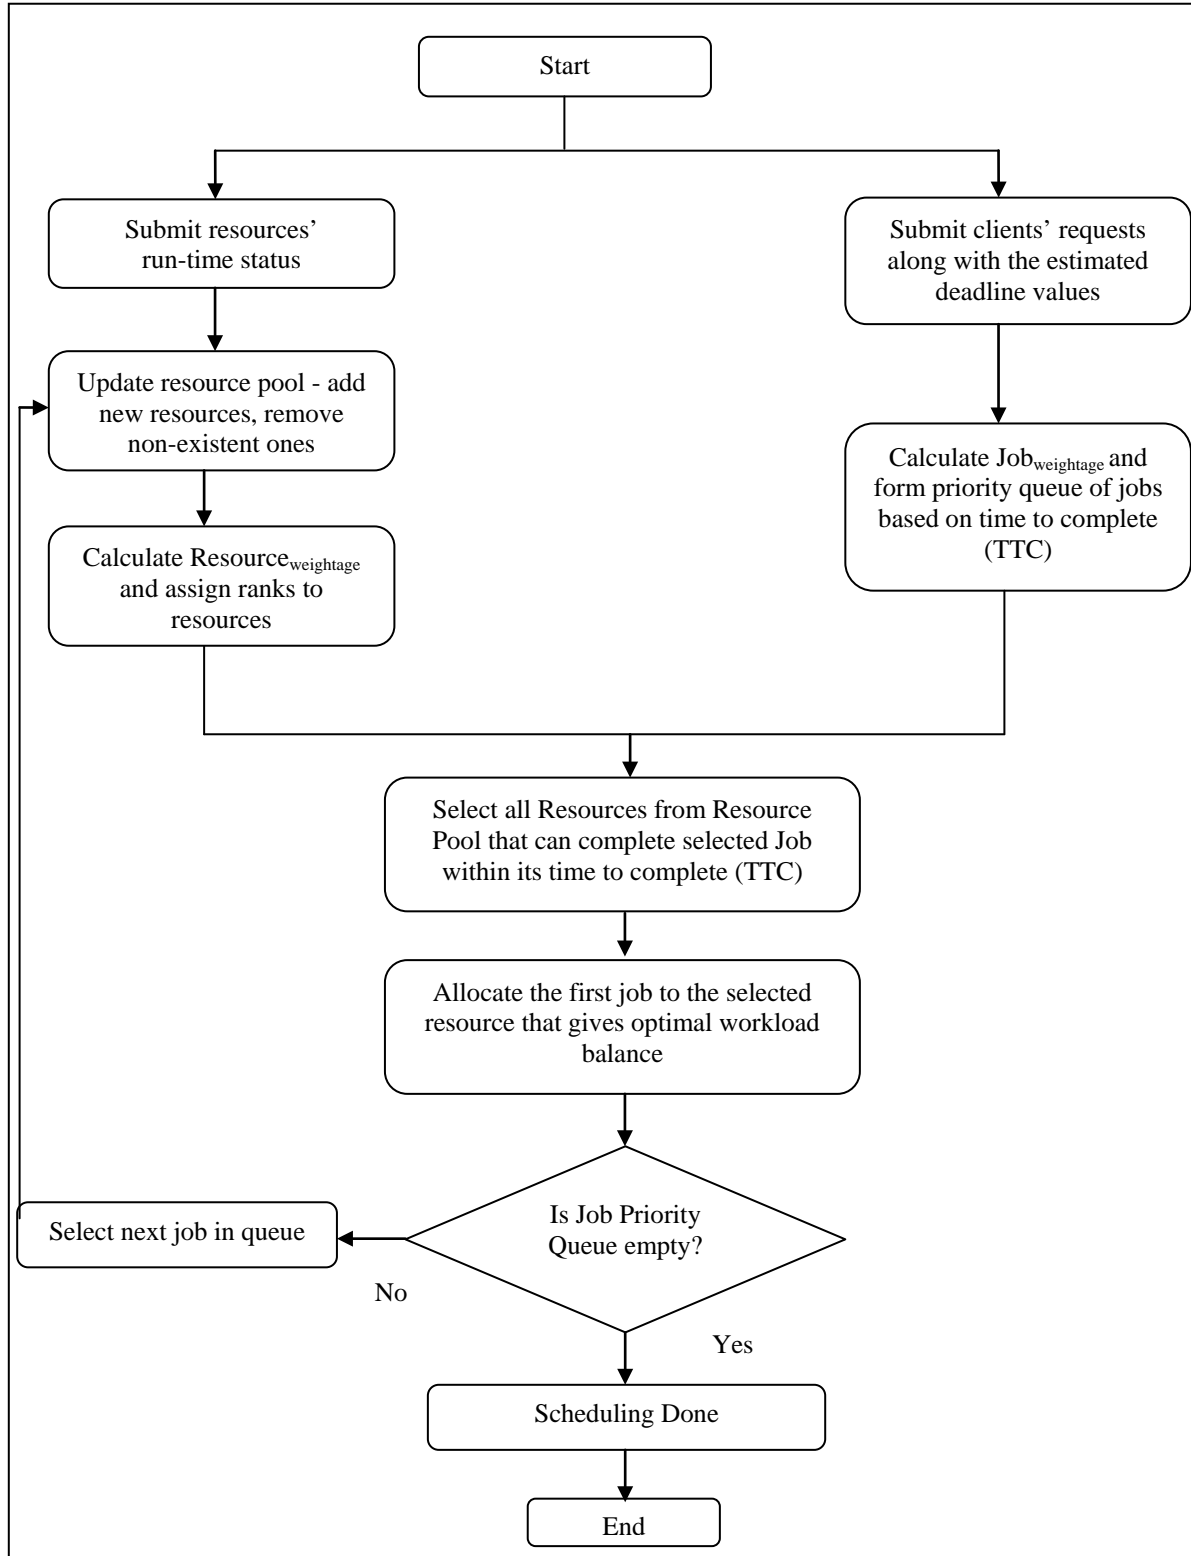 Start
Submit resources’
run-time status
Submit clients’ requests
along with the estimated
deadline values
Update resource pool - add
new resources, remove
non-existent ones
Calculate Jobweightage and
form priority queue of jobs
based on time to complete
(TTC)
Calculate Resourceweightage
and assign ranks to
resources
Select all Resources from Resource
Pool that can complete selected Job
within its time to complete (TTC)
Allocate the first job to the selected
resource that gives optimal workload
balance
Is Job Priority
Queue empty?
Select next job in queue
No
Yes
Scheduling Done
End